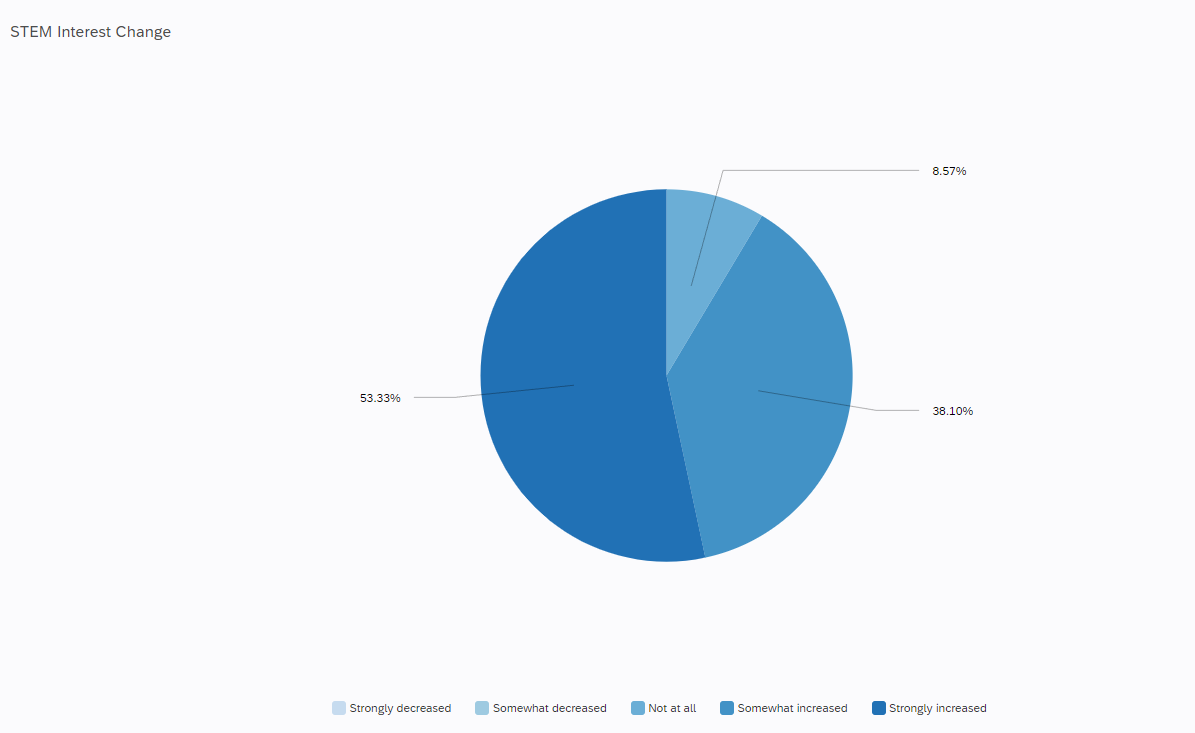 STEM Interest Change
8.57%
53.33%
38.10%
Strongly decreased
Somewhat decreased
Not at all
Somewhat increased
Strongly increased